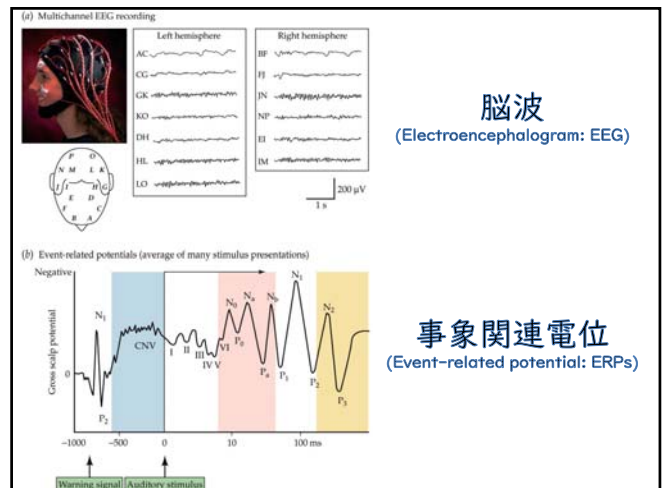 (a) Multichannel EEG recording
Left hemisphere
AC
CG
GK
KO
DH
HL
LO
Right hemisphere
BF
FJ
JN
NP
EI
IM
200 μV
1 s
P O
N M L K
J I H G
E D
F C
B A
脳波
(Electroencephalogram: EEG)
(b) Event-related potentials (average of many stimulus presentations)
Negative
Gross scalp potential
0
N1
P2
CNV
I
II
III
IV V
VI
N0
P0
Na
Pa
Nb
P1
N1
P2
N2
P3
-1000 -500 0 10 100 ms
Warning signal
Auditory stimulus
事象関連電位
(Event-related potential: ERPs)